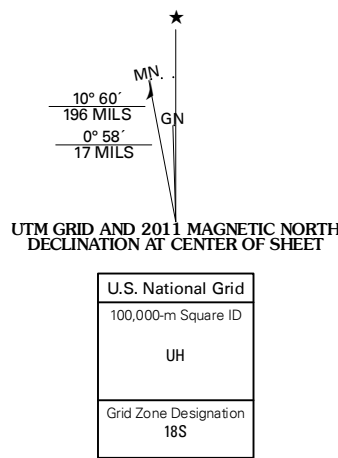 ★
MN
10° 60´
196 MILS
GN
0° 58´
17 MILS
UTM GRID AND 2011 MAGNETIC NORTH
DECLINATION AT CENTER OF SHEET
U.S. National Grid
100,000-m Square ID
UH
Grid Zone Designation
18S